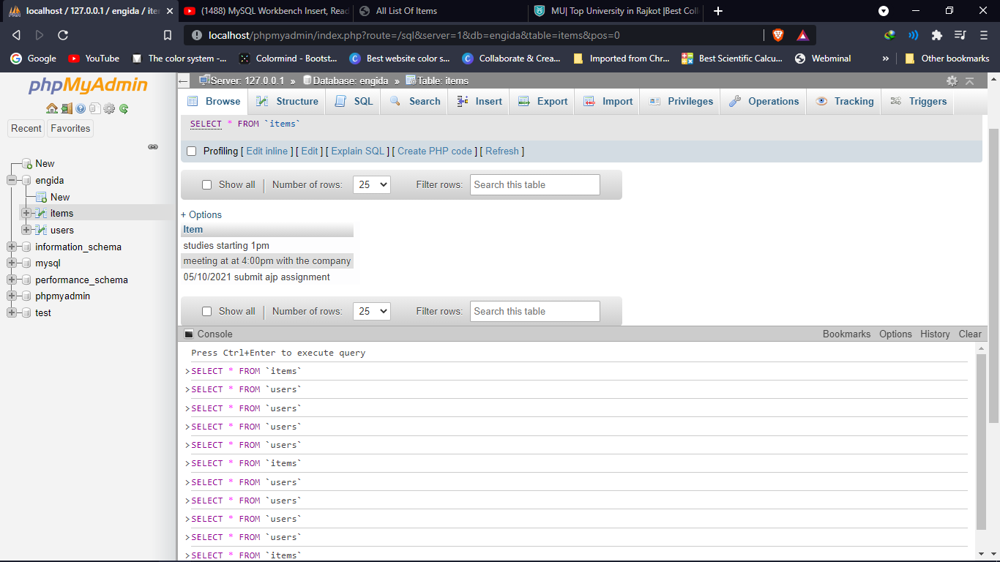 localhost / 127.0.0.1 / engida / ite
(1488) MySQL Workbench Insert, Read
All List Of Items
MU| Top University in Rajkot |Best Coll
localhost/phpmyadmin/index.php?route=/sql&server=1&db=engida&table=items&pos=0
Google
YouTube
The color system -...
Colormind - Bootst...
Best website color s...
Collaborate & Crea...
Imported from Chr...
Best Scientific Calcu...
Webminal
»
Other bookmarks
phpMyAdmin
Recent
Favorites
New
engida
New
items
users
information_schema
mysql
performance_schema
phpmyadmin
test
Server: 127.0.0.1 » Database: engida » Table: items
Browse
Structure
SQL
Search
Insert
Export
Import
Privileges
Operations
Tracking
Triggers
SELECT * FROM `items`
Profiling [ Edit inline ] [ Edit ] [ Explain SQL ] [ Create PHP code ] [ Refresh ]
Show all | Number of rows: 25 Filter rows: Search this table
+ Options
Item
studies starting 1pm
meeting at at 4:00pm with the company
05/10/2021 submit ajp assignment
Show all | Number of rows: 25 Filter rows: Search this table
Console
Bookmarks Options History Clear
Press Ctrl+Enter to execute query
>SELECT * FROM `items`
>SELECT * FROM `users`
>SELECT * FROM `users`
>SELECT * FROM `users`
>SELECT * FROM `users`
>SELECT * FROM `items`
>SELECT * FROM `users`
>SELECT * FROM `users`
>SELECT * FROM `users`
>SELECT * FROM `users`
>SELECT * FROM `items`